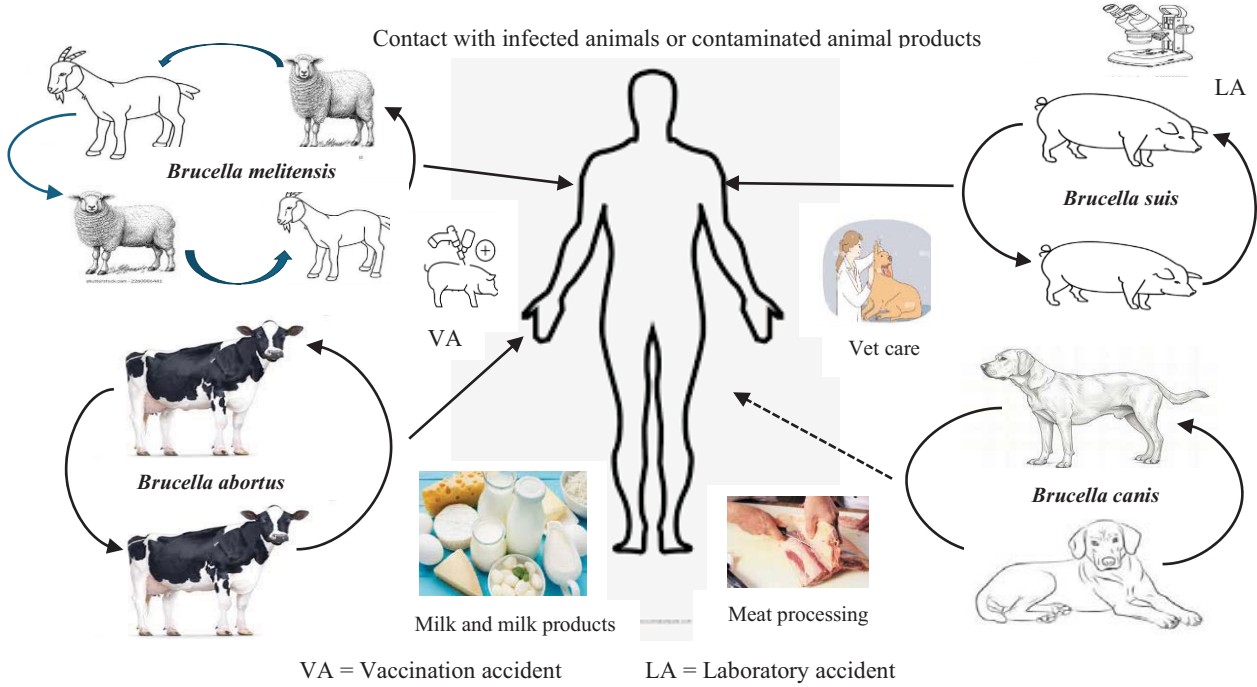 Contact with infected animals or contaminated animal products
LA
Brucella melitensis
Brucella suis
VA
Vet care
Brucella abortus
Brucella canis
Milk and milk products
Meat processing
VA = Vaccination accident
LA = Laboratory accident